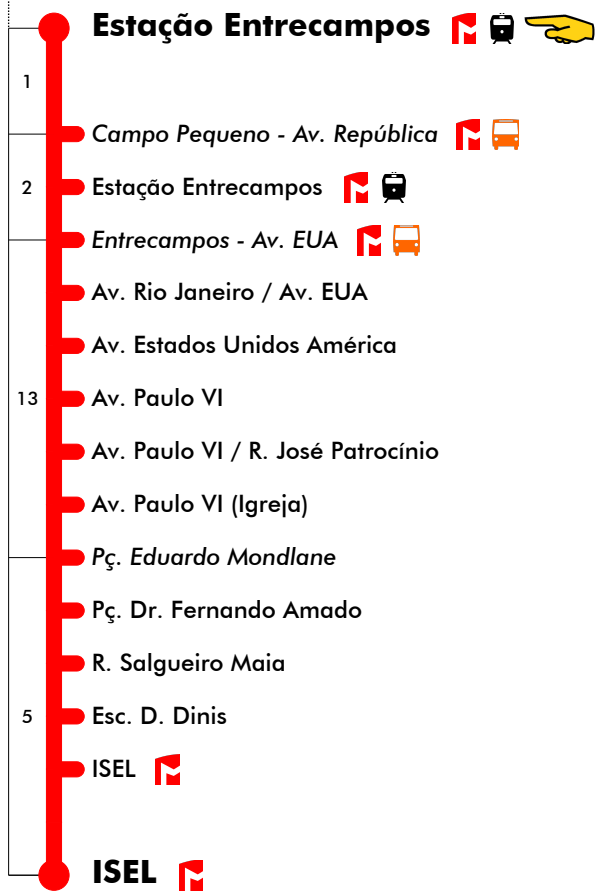 Estação Entrecampos
1
Campo Pequeno - Av. República
2 Estação Entrecampos
Entrecampos - Av. EUA
Av. Rio Janeiro / Av. EUA
Av. Estados Unidos América
13 Av. Paulo VI
Av. Paulo VI / R. José Patrocínio
Av. Paulo VI (Igreja)
Pç. Eduardo Mondlane
Pç. Dr. Fernando Amado
R. Salgueiro Maia
5 Esc. D. Dinis
ISEL
ISEL